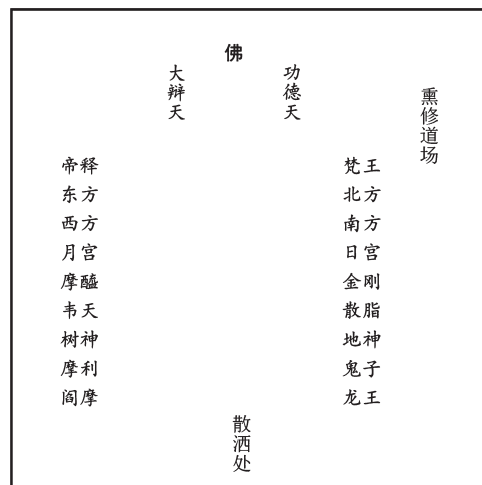 佛
大辩天
功德天
熏修道场
帝释
梵王
东方
北方
西方
南方
月宫
日宫
摩醯
金刚
韦天
散脂
树神
地神
摩利
鬼子
阎摩
龙王
散洒处